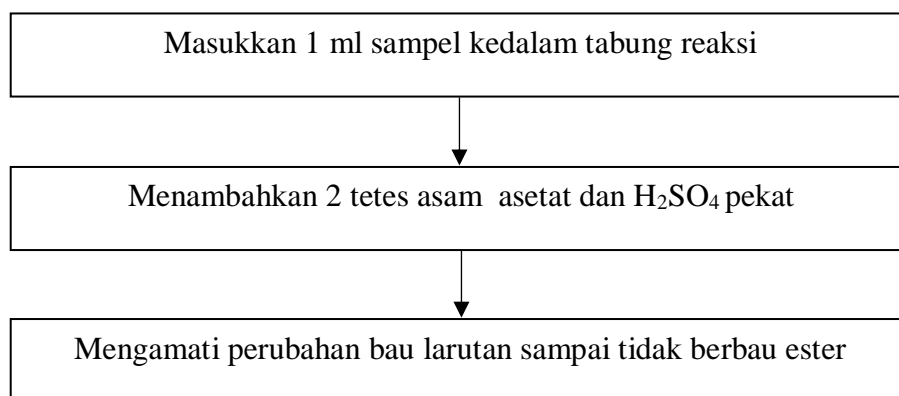 Masukkan 1 ml sampel kedalam tabung reaksi
Menambahkan 2 tetes asam asetat dan H₂SO₄ pekat
Mengamati perubahan bau larutan sampai tidak berbau ester